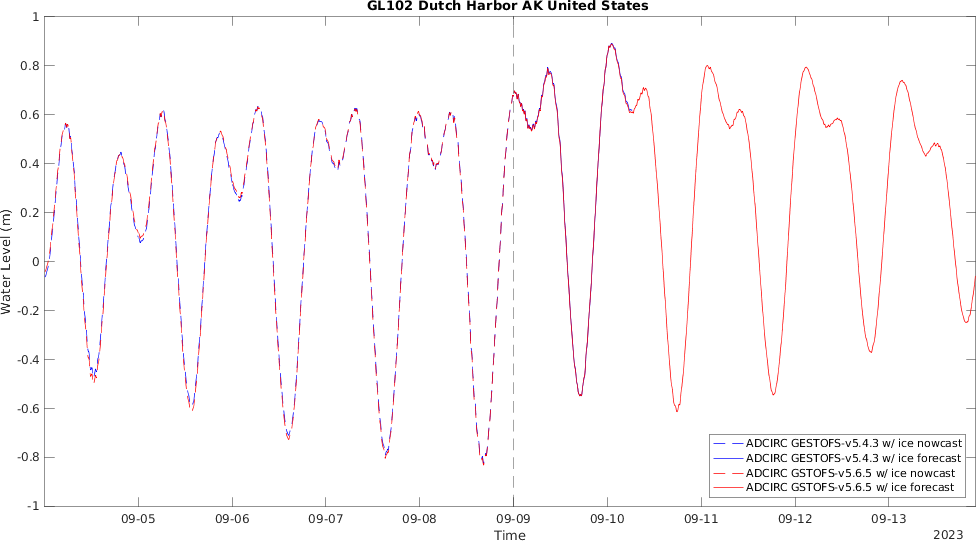 GL102 Dutch Harbor AK United States
1
0.8
0.6
0.4
0.2
0
-0.2
-0.4
-0.6
-0.8
-1
Water Level (m)
ADCIRC GESTOFS-v5.4.3 w/ ice nowcast
ADCIRC GESTOFS-v5.4.3 w/ ice forecast
ADCIRC GSTOFS-v5.6.5 w/ ice nowcast
ADCIRC GSTOFS-v5.6.5 w/ ice forecast
09-05 09-06 09-07 09-08 09-09 09-10 09-11 09-12 09-13
Time
2023